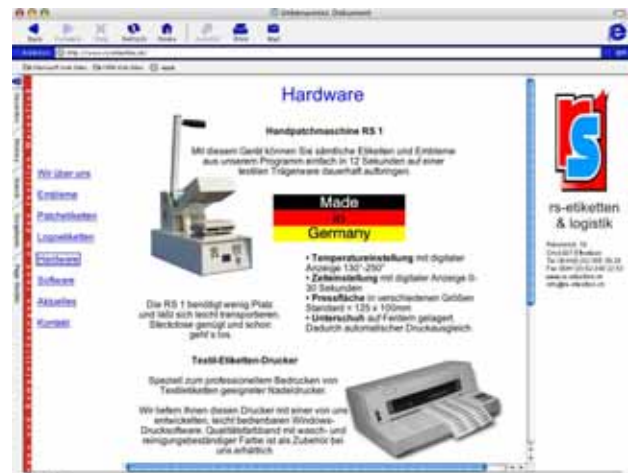 Unbenanntes Dokument
Hardware
Handpatchmaschine RS 1
Mit diesem Gerät können Sie sämtliche Etiketten und Embleme
aus unserem Programm einfach in 12 Sekunden auf einer
textilen Trägerware dauerhaft aufbringen.
Wir über uns
Embleme
Patchetiketten
Logoetiketten
Hardware
Software
Aktuelles
Kontakt
Made
in
Germany
• Temperatureinstellung mit digitaler
Anzeige 130°-250°
• Zeiteinstellung mit digitaler Anzeige 0-
30 Sekunden
• Pressfläche in verschiedenen Größen
Standard = 125 x 100mm
• Unterschuh auf Federn gelagert.
Dadurch automatischer Druckausgleich
Die RS 1 benötigt wenig Platz
und läßt sich leicht transportieren.
Steckdose genügt und schon
geht's los.
Textil-Etiketten-Drucker
Speziell zum professionellem Bedrucken von
Textiletiketten geeigneter Nadeldrucker.
Wir liefern Ihnen diesen Drucker mit einer von uns
entwickelten, leicht bedienbaren Windows-
Drucksoftware. Qualitätsfarbband mit wasch- und
reinigungsbeständiger Farbe ist als Zubehör bei
uns erhältlich.
rs
rs-etiketten
& logistik